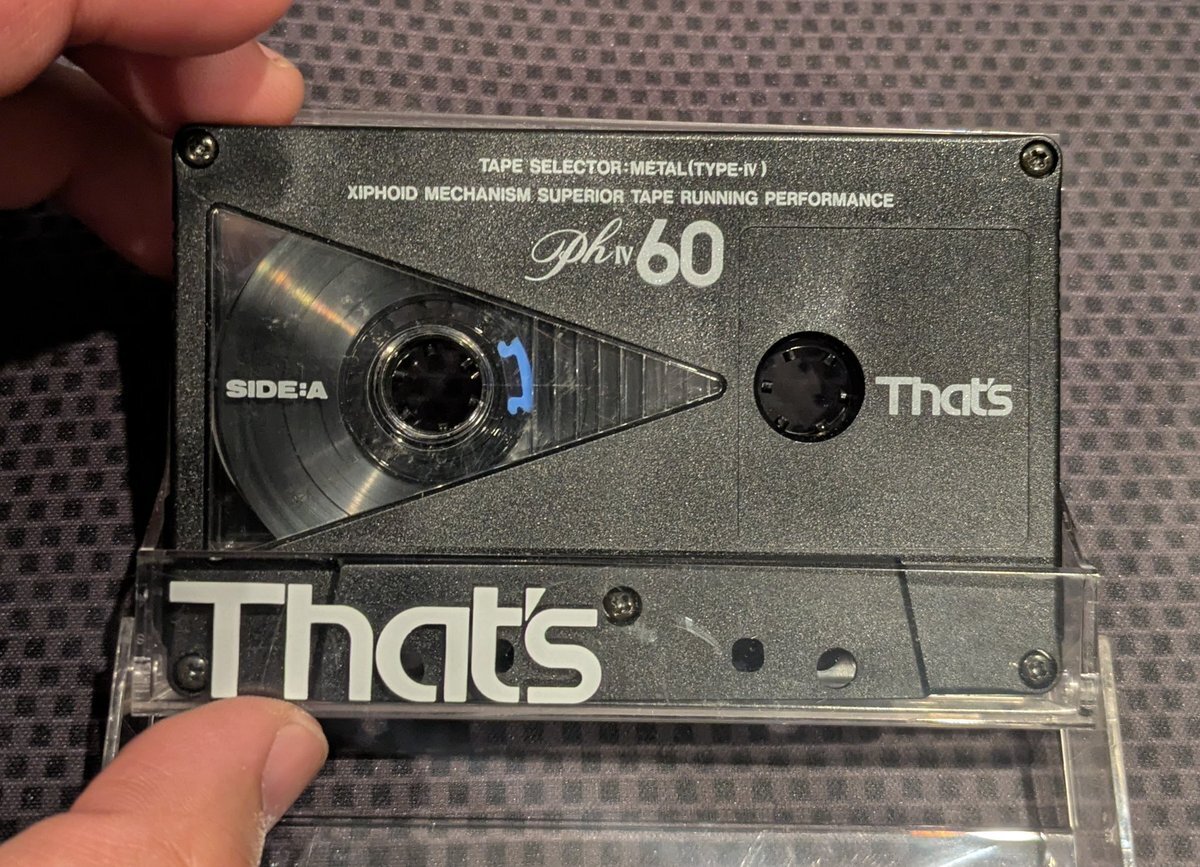 TAPE SELECTOR:METAL(TYPE-IV)
XIPHOID MECHANISM SUPERIOR TAPE RUNNING PERFORMANCE
Ph IV 60
SIDE:A
That's
That's